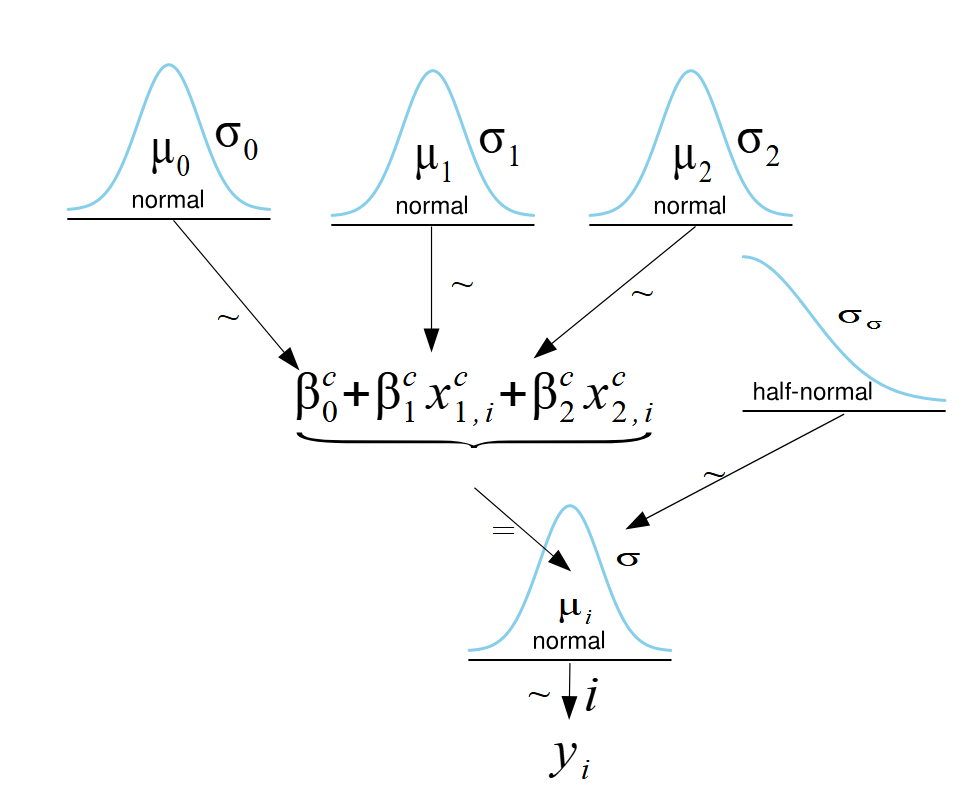 μ₀ σ₀
normal
μ₁ σ₁
normal
μ₂ σ₂
normal
~
~
~
σ_σ
half-normal
β₀ᶜ+β₁ᶜ x₁,ᵢᶜ+β₂ᶜ x₂,ᵢᶜ
~
=
σ
μᵢ
normal
~ i
yᵢ